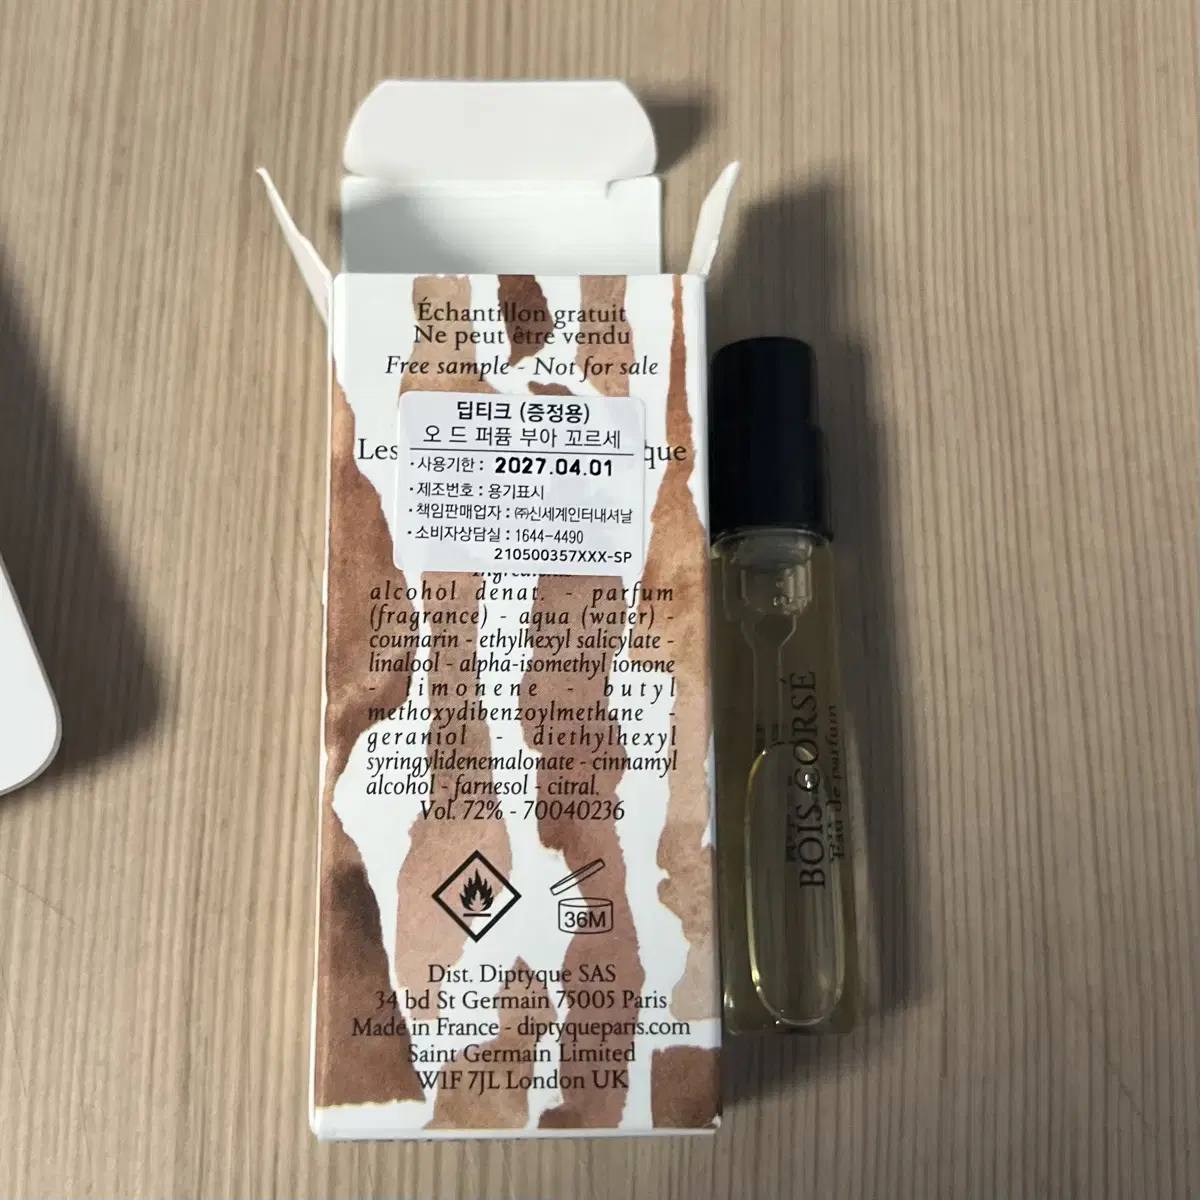 Échantillon gratuit
Ne peut être vendu
Free sample - Not for sale
딥티크 (증정용)
오 드 퍼퓸 부아 꼬르세
Les
que
·사용기한 : 2027.04.01
·제조번호 : 용기표시
·책임판매업자 : ㈜신세계인터내셔날
·소비자상담실 : 1644-4490
210500357XXX-SP
alcohol denat. - parfum
(fragrance) - aqua (water) -
coumarin - ethylhexyl salicylate -
linalool - alpha-isomethyl ionone
- limonene - butyl
methoxydibenzoylmethane -
geraniol - diethylhexyl
syringylidenemalonate - cinnamyl
alcohol - farnesol - citral.
Vol. 72% - 70040236
36M
Dist. Diptyque SAS
34 bd St Germain 75005 Paris
Made in France - diptyqueparis.com
Saint Germain Limited
W1F 7JL London UK
BOIS CORSÉ
Eau de parfum